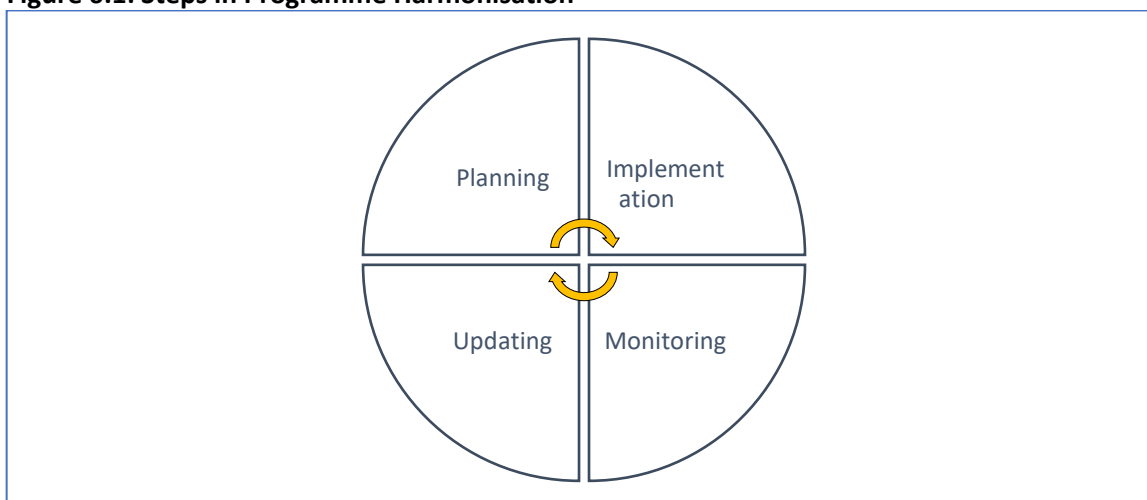 Figure 6.1: Steps in Programme Harmonisation
Planning
Implement
ation
Updating
Monitoring